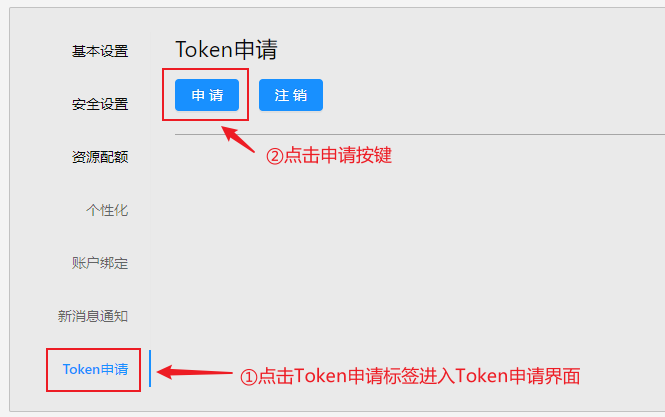 基本设置
安全设置
资源配额
个性化
账户绑定
新消息通知
Token申请
Token申请
申 请
注 销
②点击申请按键
①点击Token申请标签进入Token申请界面